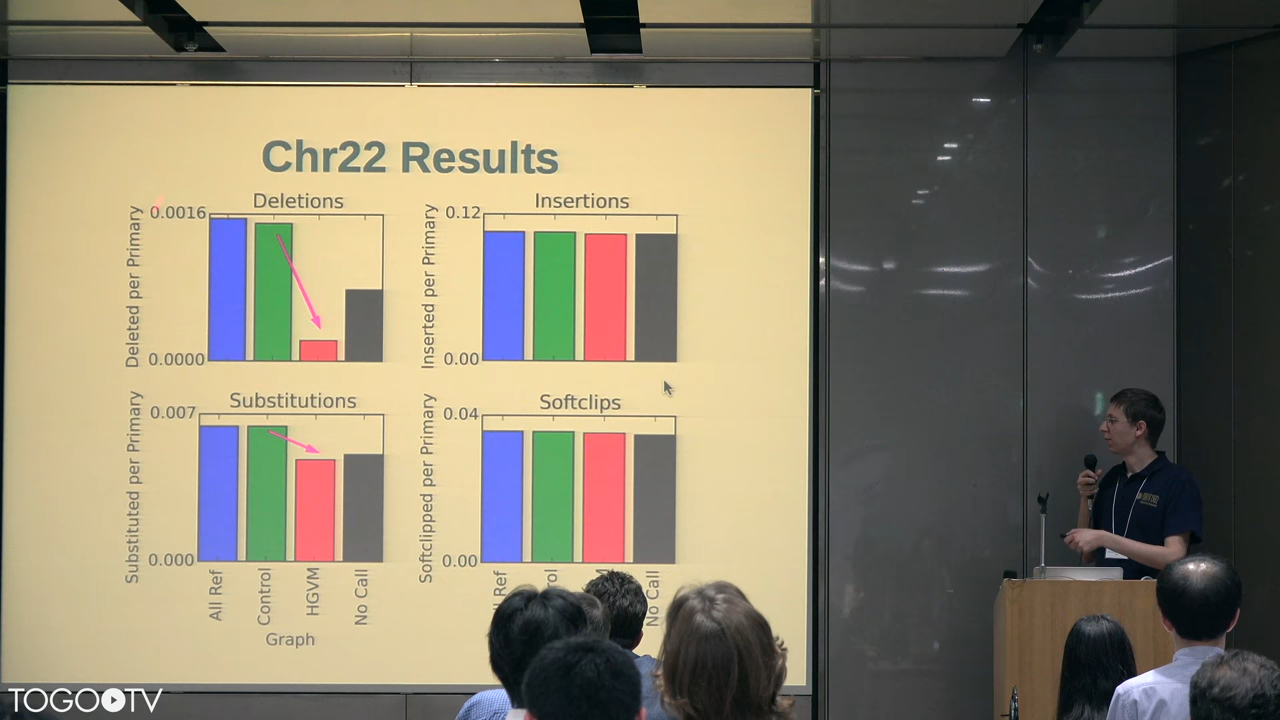 Chr22 Results
Deletions
Deleted per Primary
0.0016
0.0000
Insertions
Inserted per Primary
0.12
0.00
Substitutions
Substituted per Primary
0.007
0.000
All Ref
Control
HGVM
No Call
Graph
Softclips
Softclipped per Primary
0.04
0.00
Ref
No Call
TOGOTV